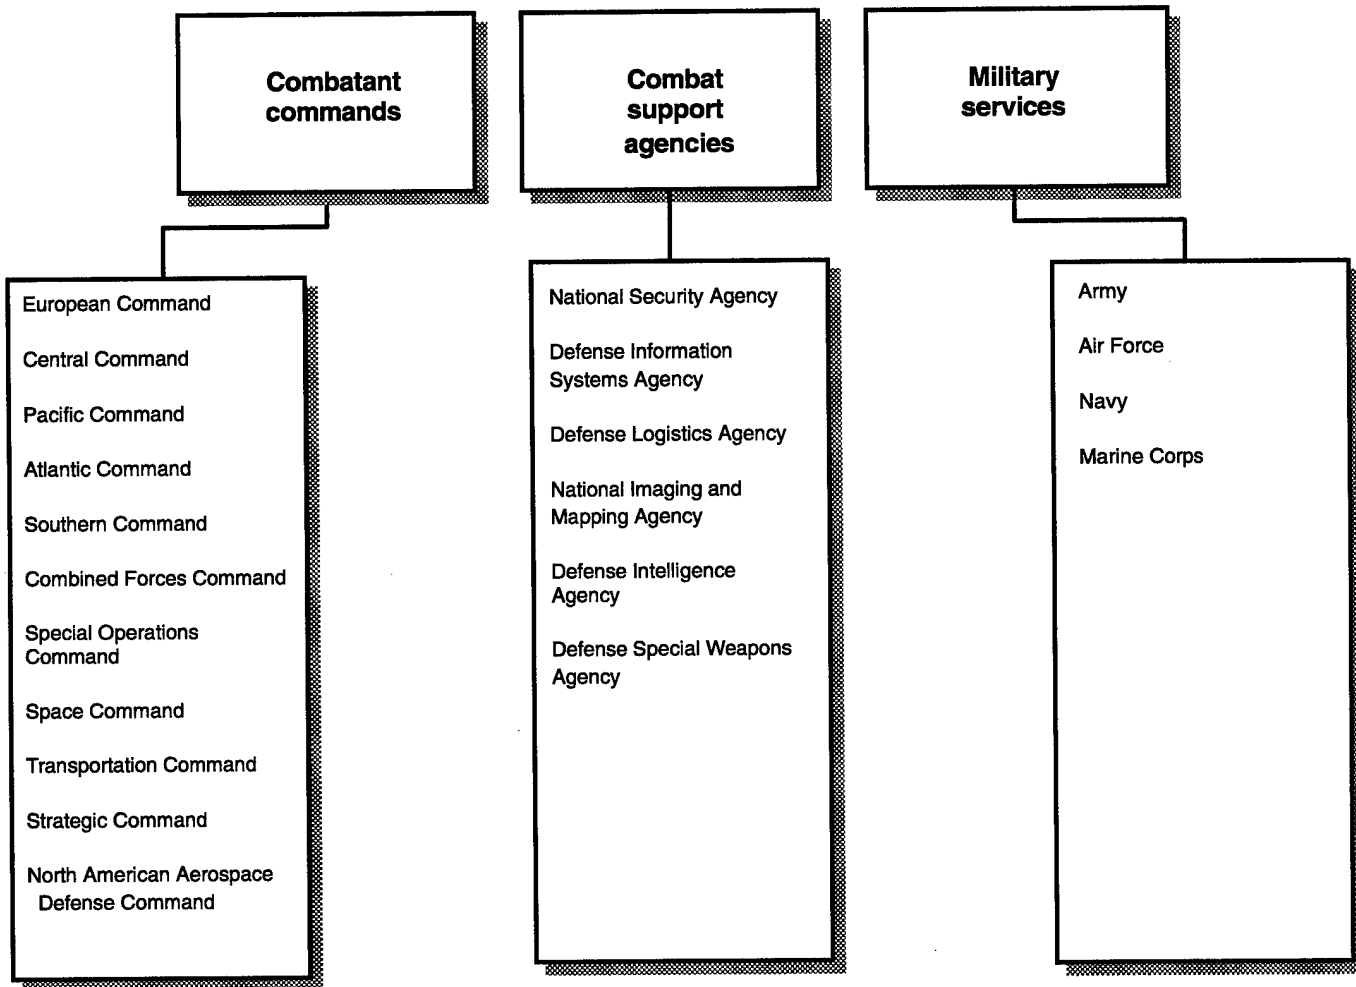 Combatant
commands
Combat
support
agencies
Military
services
European Command
Central Command
Pacific Command
Atlantic Command
Southern Command
Combined Forces Command
Special Operations
Command
Space Command
Transportation Command
Strategic Command
North American Aerospace
Defense Command
National Security Agency
Defense Information
Systems Agency
Defense Logistics Agency
National Imaging and
Mapping Agency
Defense Intelligence
Agency
Defense Special Weapons
Agency
Army
Air Force
Navy
Marine Corps